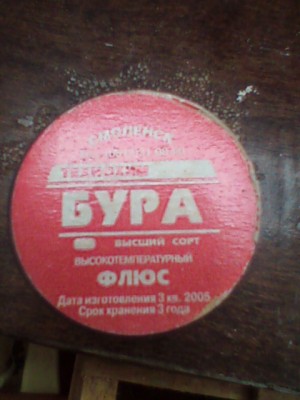 СМОЛЕНСК
ТЕХНОХИМ
БУРА
ВЫСШИЙ СОРТ
ВЫСОКОТЕМПЕРАТУРНЫЙ
ФЛЮС
Дата изготовления 3 кв. 2005
Срок хранения 3 года